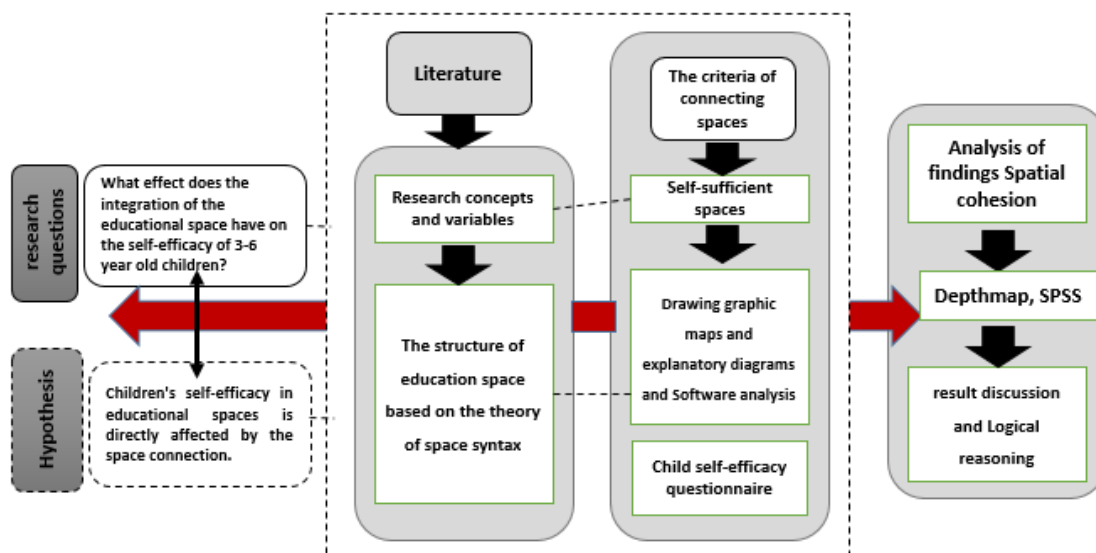 research
questions
What effect does the
integration of the
educational space have on
the self-efficacy of 3-6
year old children?
Hypothesis
Children's self-efficacy in
educational spaces is
directly affected by the
space connection.
Literature
Research concepts
and variables
The structure of
education space
based on the theory
of space syntax
The criteria of
connecting
spaces
Self-sufficient
spaces
Drawing graphic
maps and
explanatory diagrams
and Software analysis
Child self-efficacy
questionnaire
Analysis of
findings Spatial
cohesion
Depthmap, SPSS
result discussion
and Logical
reasoning